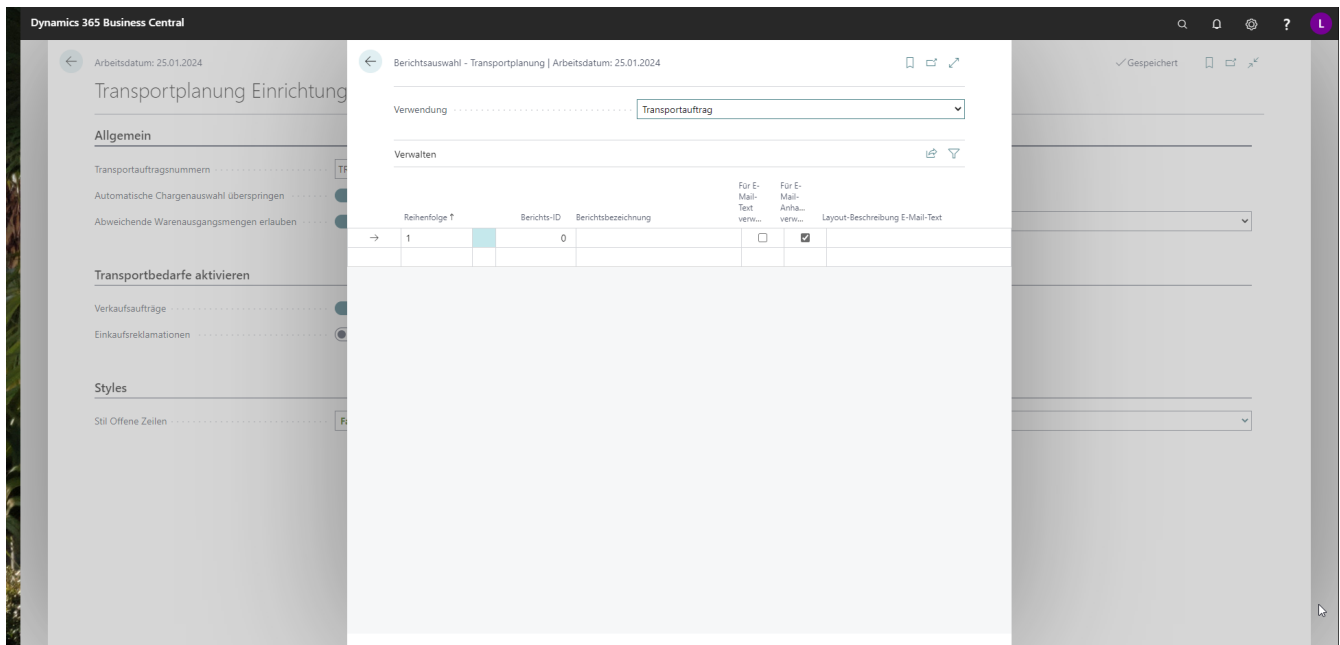 Dynamics 365 Business Central
?
L
Arbeitsdatum: 25.01.2024
Gespeichert
Transportplanung Einrichtung
Allgemein
Transportauftragsnummern
Automatische Chargenauswahl überspringen
Abweichende Warenausgangsmengen erlauben
Transportbedarfe aktivieren
Verkaufsaufträge
Einkaufsreklamationen
Styles
Stil Offene Zeilen
Berichtsauswahl - Transportplanung | Arbeitsdatum: 25.01.2024
Verwendung
Transportauftrag
Verwalten
Reihenfolge ↑
Berichts-ID
Berichtsbezeichnung
Für E-
Mail-
Text
verw...
Für E-
Mail-
Anha...
verw...
Layout-Beschreibung E-Mail-Text
1
0